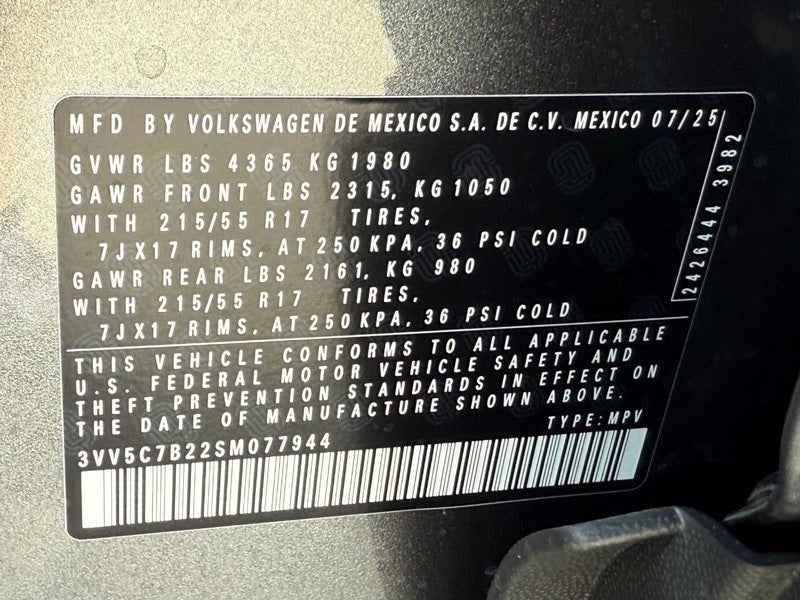 MFD BY VOLKSWAGEN DE MEXICO S.A. DE C.V. MEXICO 07/25
GVWR LBS 4365 KG 1980
GAWR FRONT LBS 2315, KG 1050
WITH 215/55 R17 TIRES,
7JX17 RIMS, AT 250 KPA, 36 PSI COLD
GAWR REAR LBS 2161, KG 980
WITH 215/55 R17 TIRES,
7JX17 RIMS, AT 250 KPA, 36 PSI COLD
2426444 3982
THIS VEHICLE CONFORMS TO ALL APPLICABLE
U.S. FEDERAL MOTOR VEHICLE SAFETY AND
THEFT PREVENTION STANDARDS IN EFFECT ON
THE DATE OF MANUFACTURE SHOWN ABOVE.
TYPE: MPV
3VV5C7B22SM077944